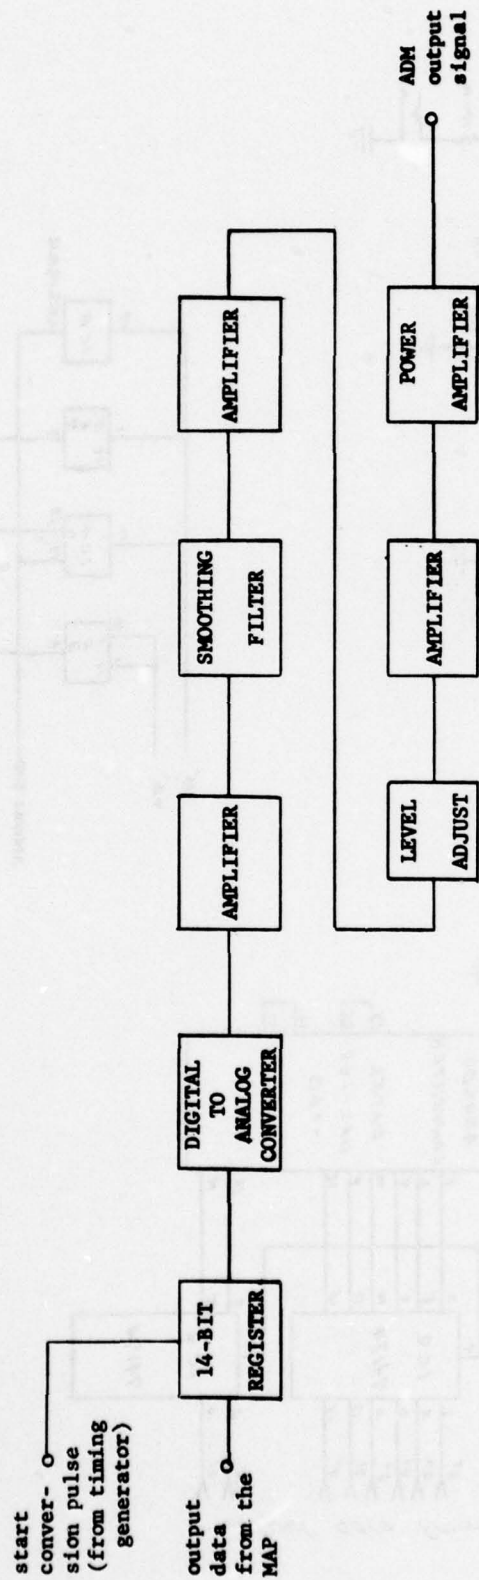 start
conver-
sion pulse
(from timing
generator)
output
data
from the
MAP
14-BIT
REGISTER
DIGITAL
TO
ANALOG
CONVERTER
AMPLIFIER
SMOOTHING
FILTER
AMPLIFIER
LEVEL
ADJUST
AMPLIFIER
POWER
AMPLIFIER
ADM
output
signal